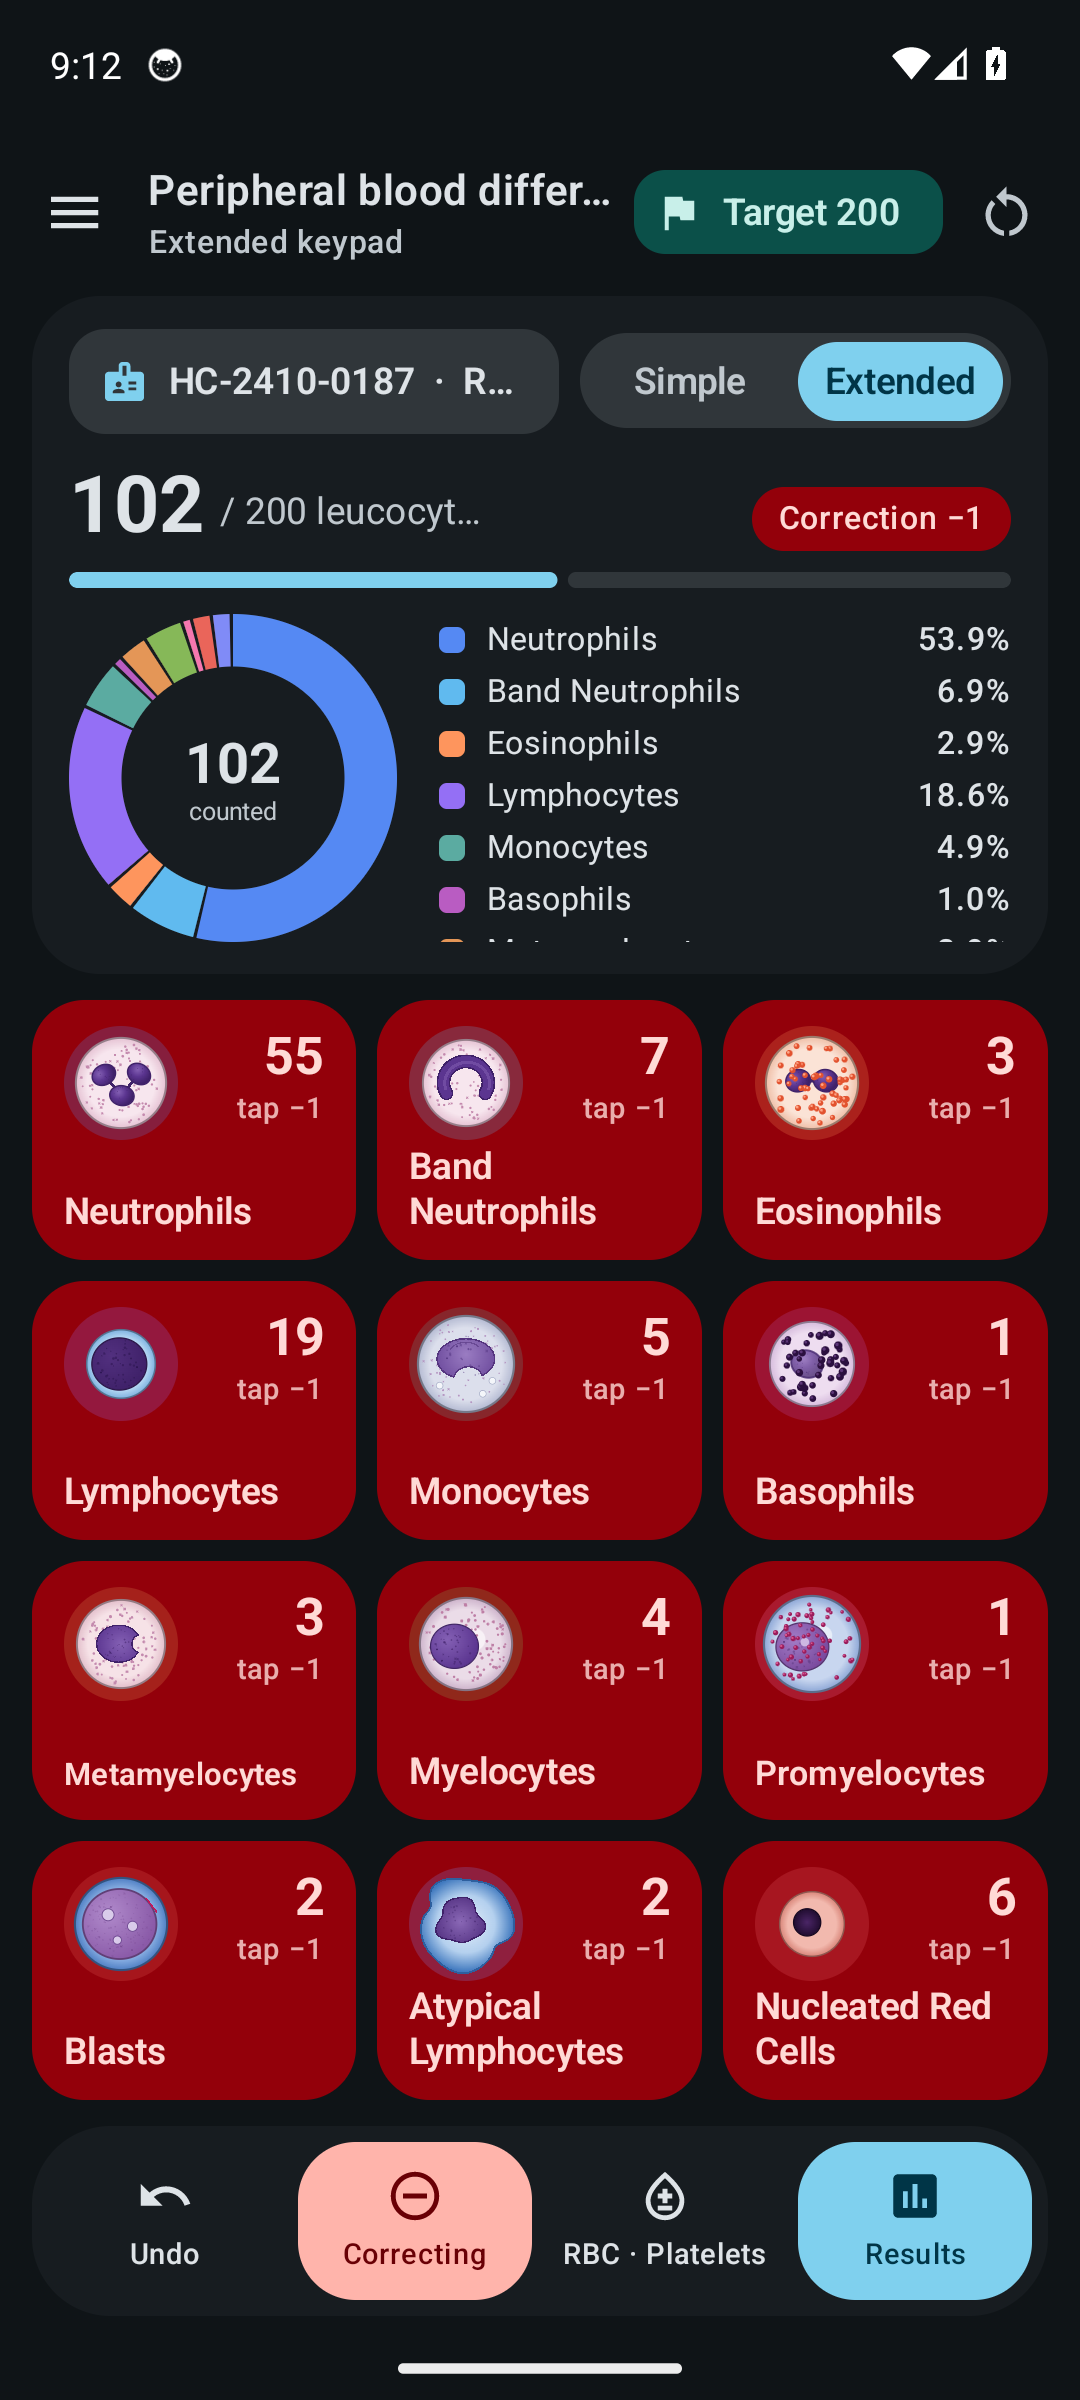 9:12
Peripheral blood differ...
Extended keypad
Target 200
HC-2410-0187 · R...
Simple
Extended
102 / 200 leucocyt...
Correction −1
102
counted
Neutrophils 53.9%
Band Neutrophils 6.9%
Eosinophils 2.9%
Lymphocytes 18.6%
Monocytes 4.9%
Basophils 1.0%
55
tap −1
Neutrophils
7
tap −1
Band
Neutrophils
3
tap −1
Eosinophils
19
tap −1
Lymphocytes
5
tap −1
Monocytes
1
tap −1
Basophils
3
tap −1
Metamyelocytes
4
tap −1
Myelocytes
1
tap −1
Promyelocytes
2
tap −1
Blasts
2
tap −1
Atypical
Lymphocytes
6
tap −1
Nucleated Red
Cells
Undo
Correcting
RBC · Platelets
Results